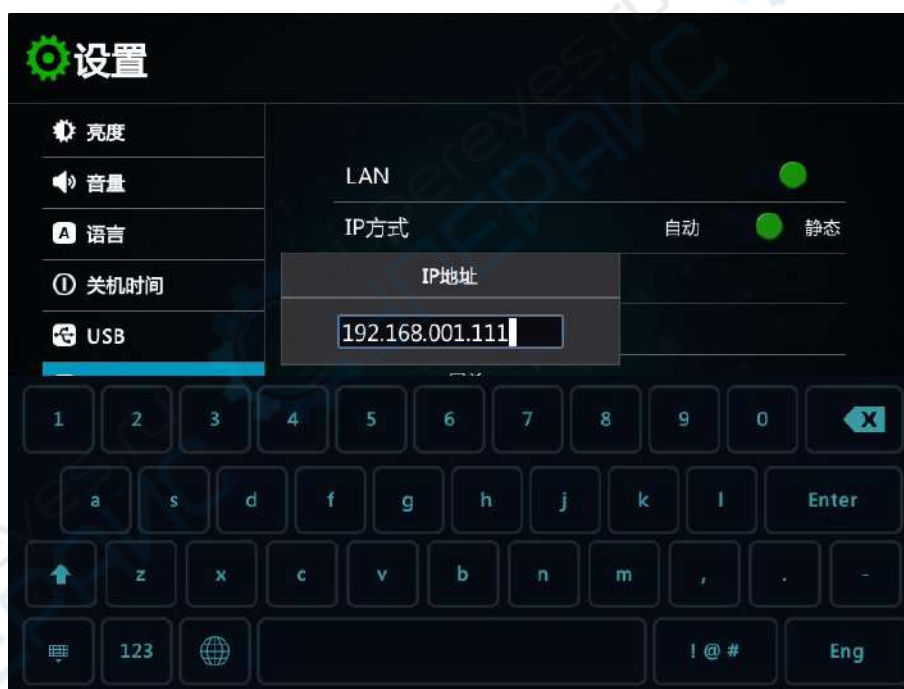 设置
亮度
音量
A 语言
关机时间
USB
LAN
IP方式 自动 静态
IP地址
192.168.001.111
1 2 3 4 5 6 7 8 9 0 X
a s d f g h j k l Enter
z x c v b n m , . -
123 !@# Eng